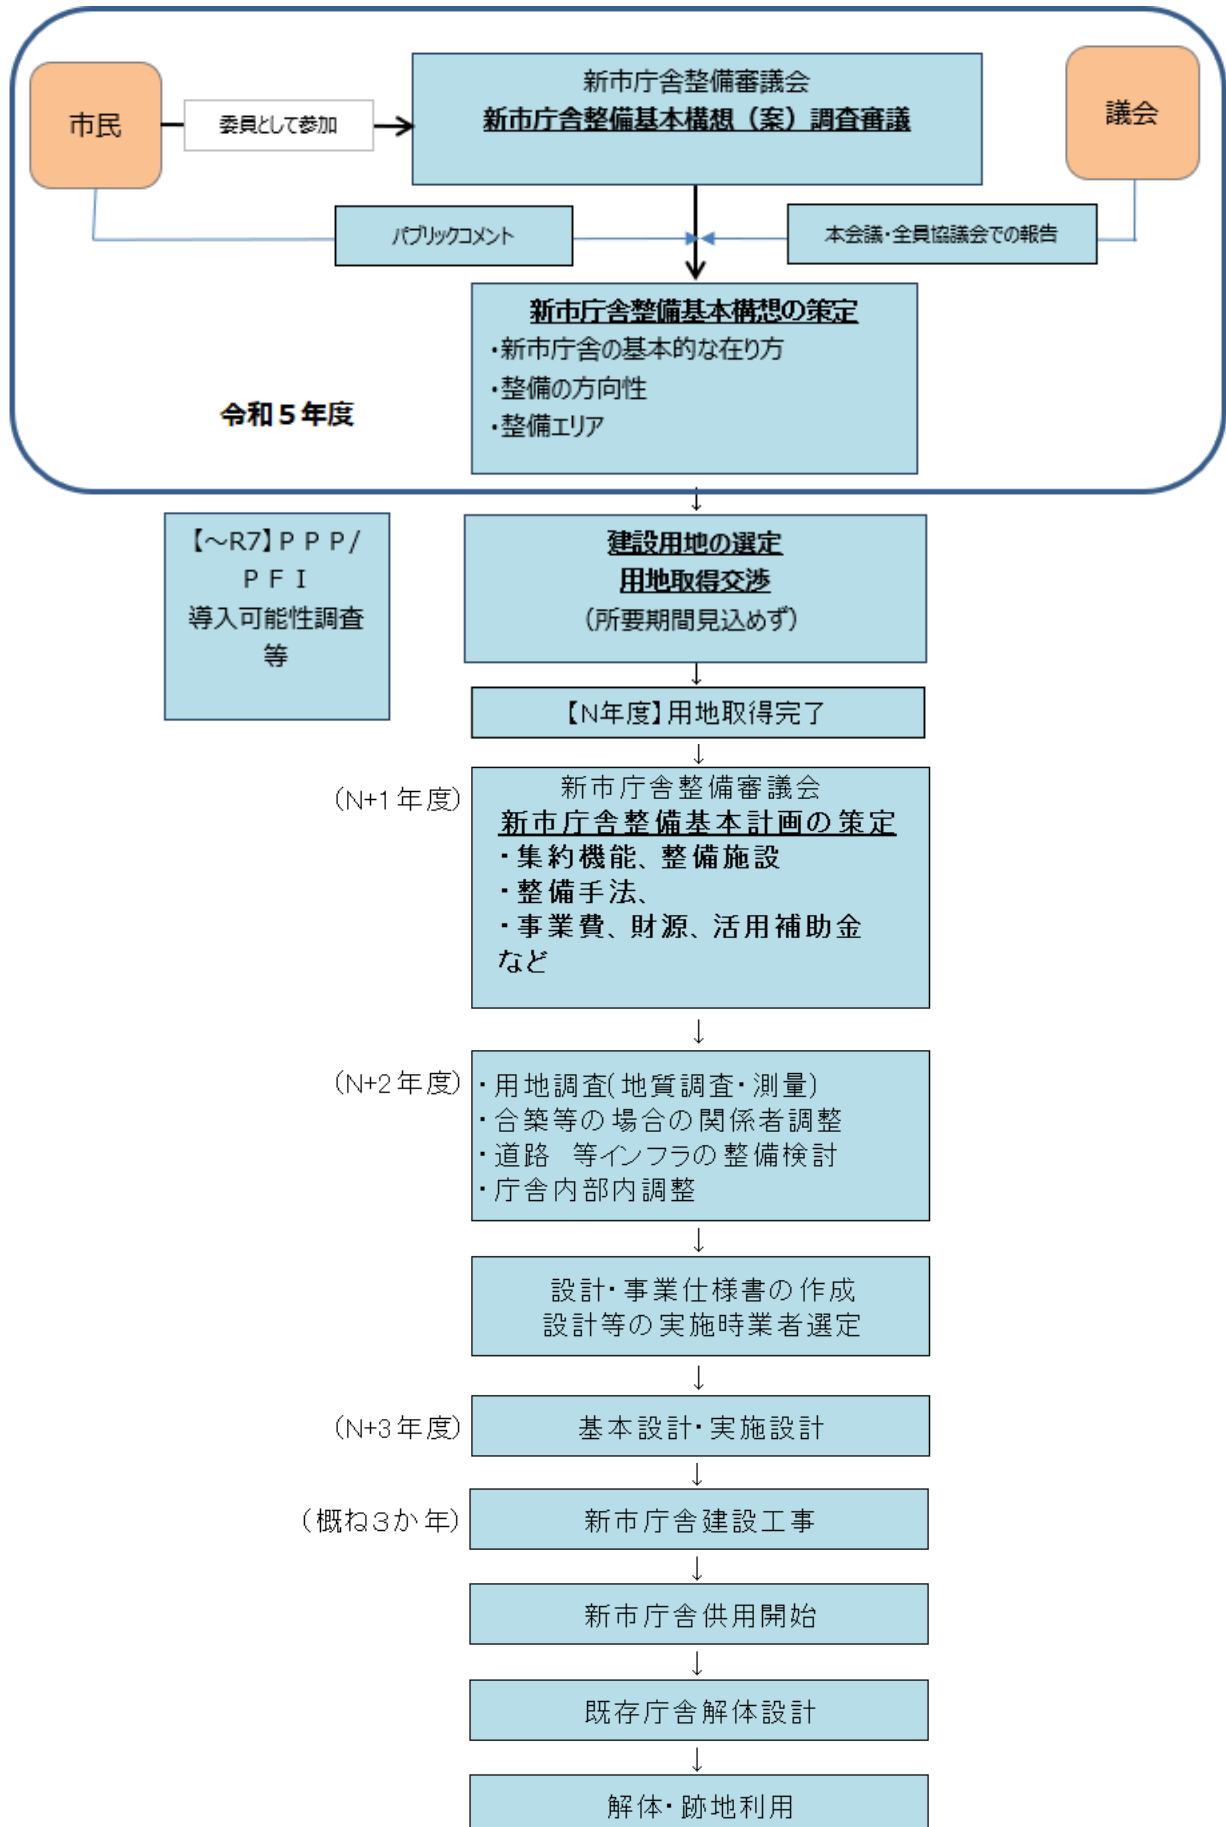 新市庁舎整備審議会
新市庁舎整備基本構想（案）調査審議
市民
委員として参加
議会
パブリックコメント
本会議・全員協議会での報告
新市庁舎整備基本構想の策定
・新市庁舎の基本的な在り方
・整備の方向性
・整備エリア
令和５年度
【～R7】ＰＰＰ/
ＰＦＩ
導入可能性調査
等
建設用地の選定
用地取得交渉
（所要期間見込めず）
【N年度】用地取得完了
（N+1年度）
新市庁舎整備審議会
新市庁舎整備基本計画の策定
・集約機能、整備施設
・整備手法、
・事業費、財源、活用補助金
など
（N+2年度）
・用地調査（地質調査・測量）
・合築等の場合の関係者調整
・道路　等インフラの整備検討
・庁舎内部内調整
設計・事業仕様書の作成
設計等の実施時業者選定
（N+3年度）
基本設計・実施設計
（概ね３か年）
新市庁舎建設工事
新市庁舎供用開始
既存庁舎解体設計
解体・跡地利用